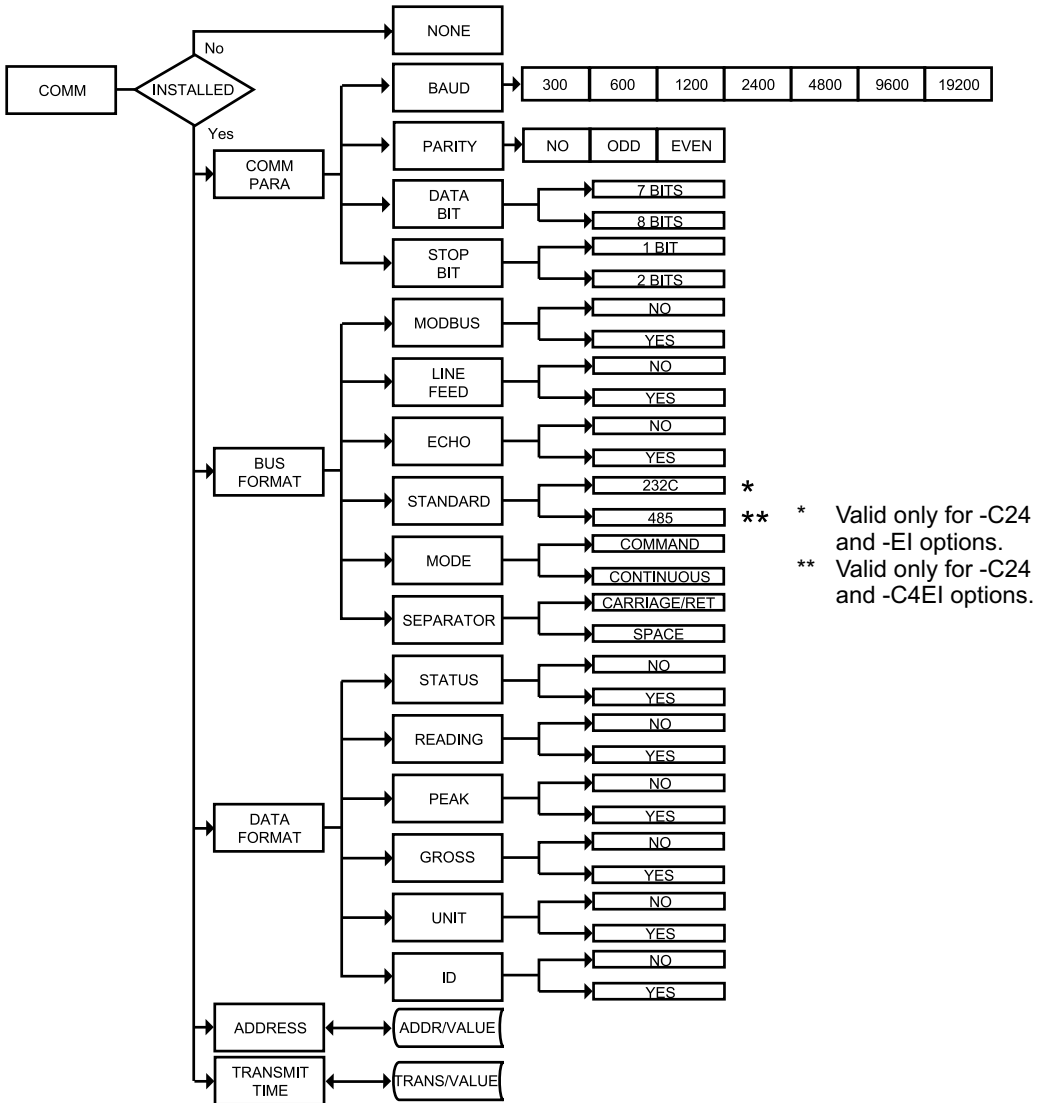 NONE
No
COMM
INSTALLED
BAUD
300 600 1200 2400 4800 9600 19200
Yes
COMM
PARA
PARITY
NO ODD EVEN
DATA
BIT
7 BITS
8 BITS
STOP
BIT
1 BIT
2 BITS
BUS
FORMAT
MODBUS
NO
YES
LINE
FEED
NO
YES
ECHO
NO
YES
STANDARD
232C *
485 **
MODE
COMMAND
CONTINUOUS
SEPARATOR
CARRIAGE/RET
SPACE
* Valid only for -C24
and -EI options.
** Valid only for -C24
and -C4EI options.
DATA
FORMAT
STATUS
NO
YES
READING
NO
YES
PEAK
NO
YES
GROSS
NO
YES
UNIT
NO
YES
ID
NO
YES
ADDRESS
ADDR/VALUE
TRANSMIT
TIME
TRANS/VALUE